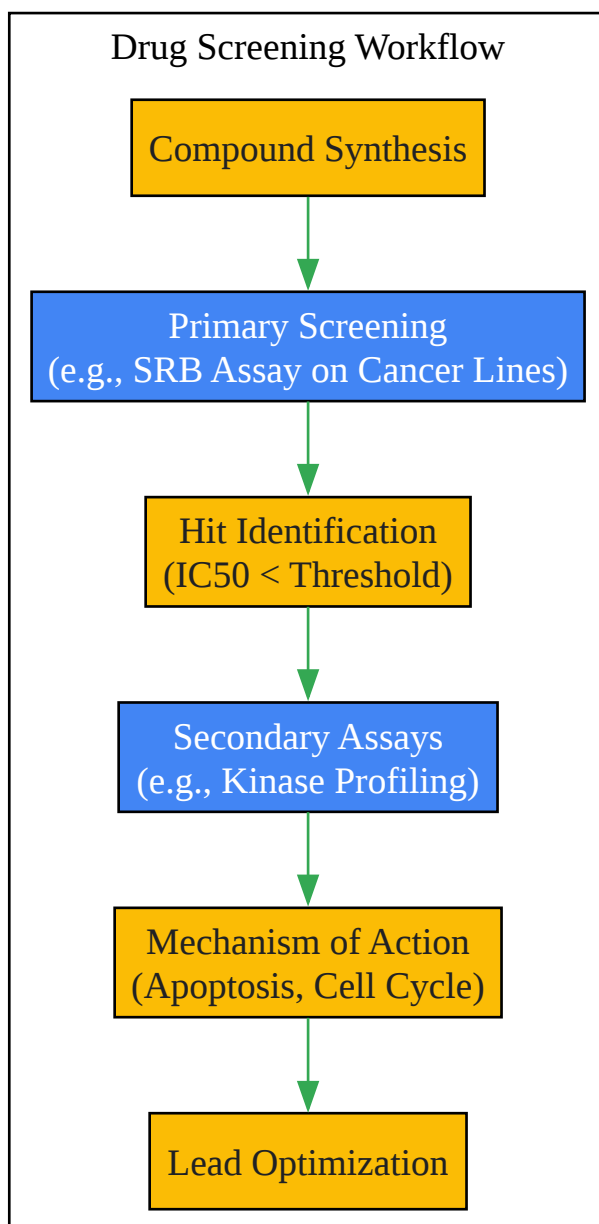 Drug Screening Workflow
Compound Synthesis
Primary Screening
(e.g., SRB Assay on Cancer Lines)
Hit Identification
(IC50 < Threshold)
Secondary Assays
(e.g., Kinase Profiling)
Mechanism of Action
(Apoptosis, Cell Cycle)
Lead Optimization